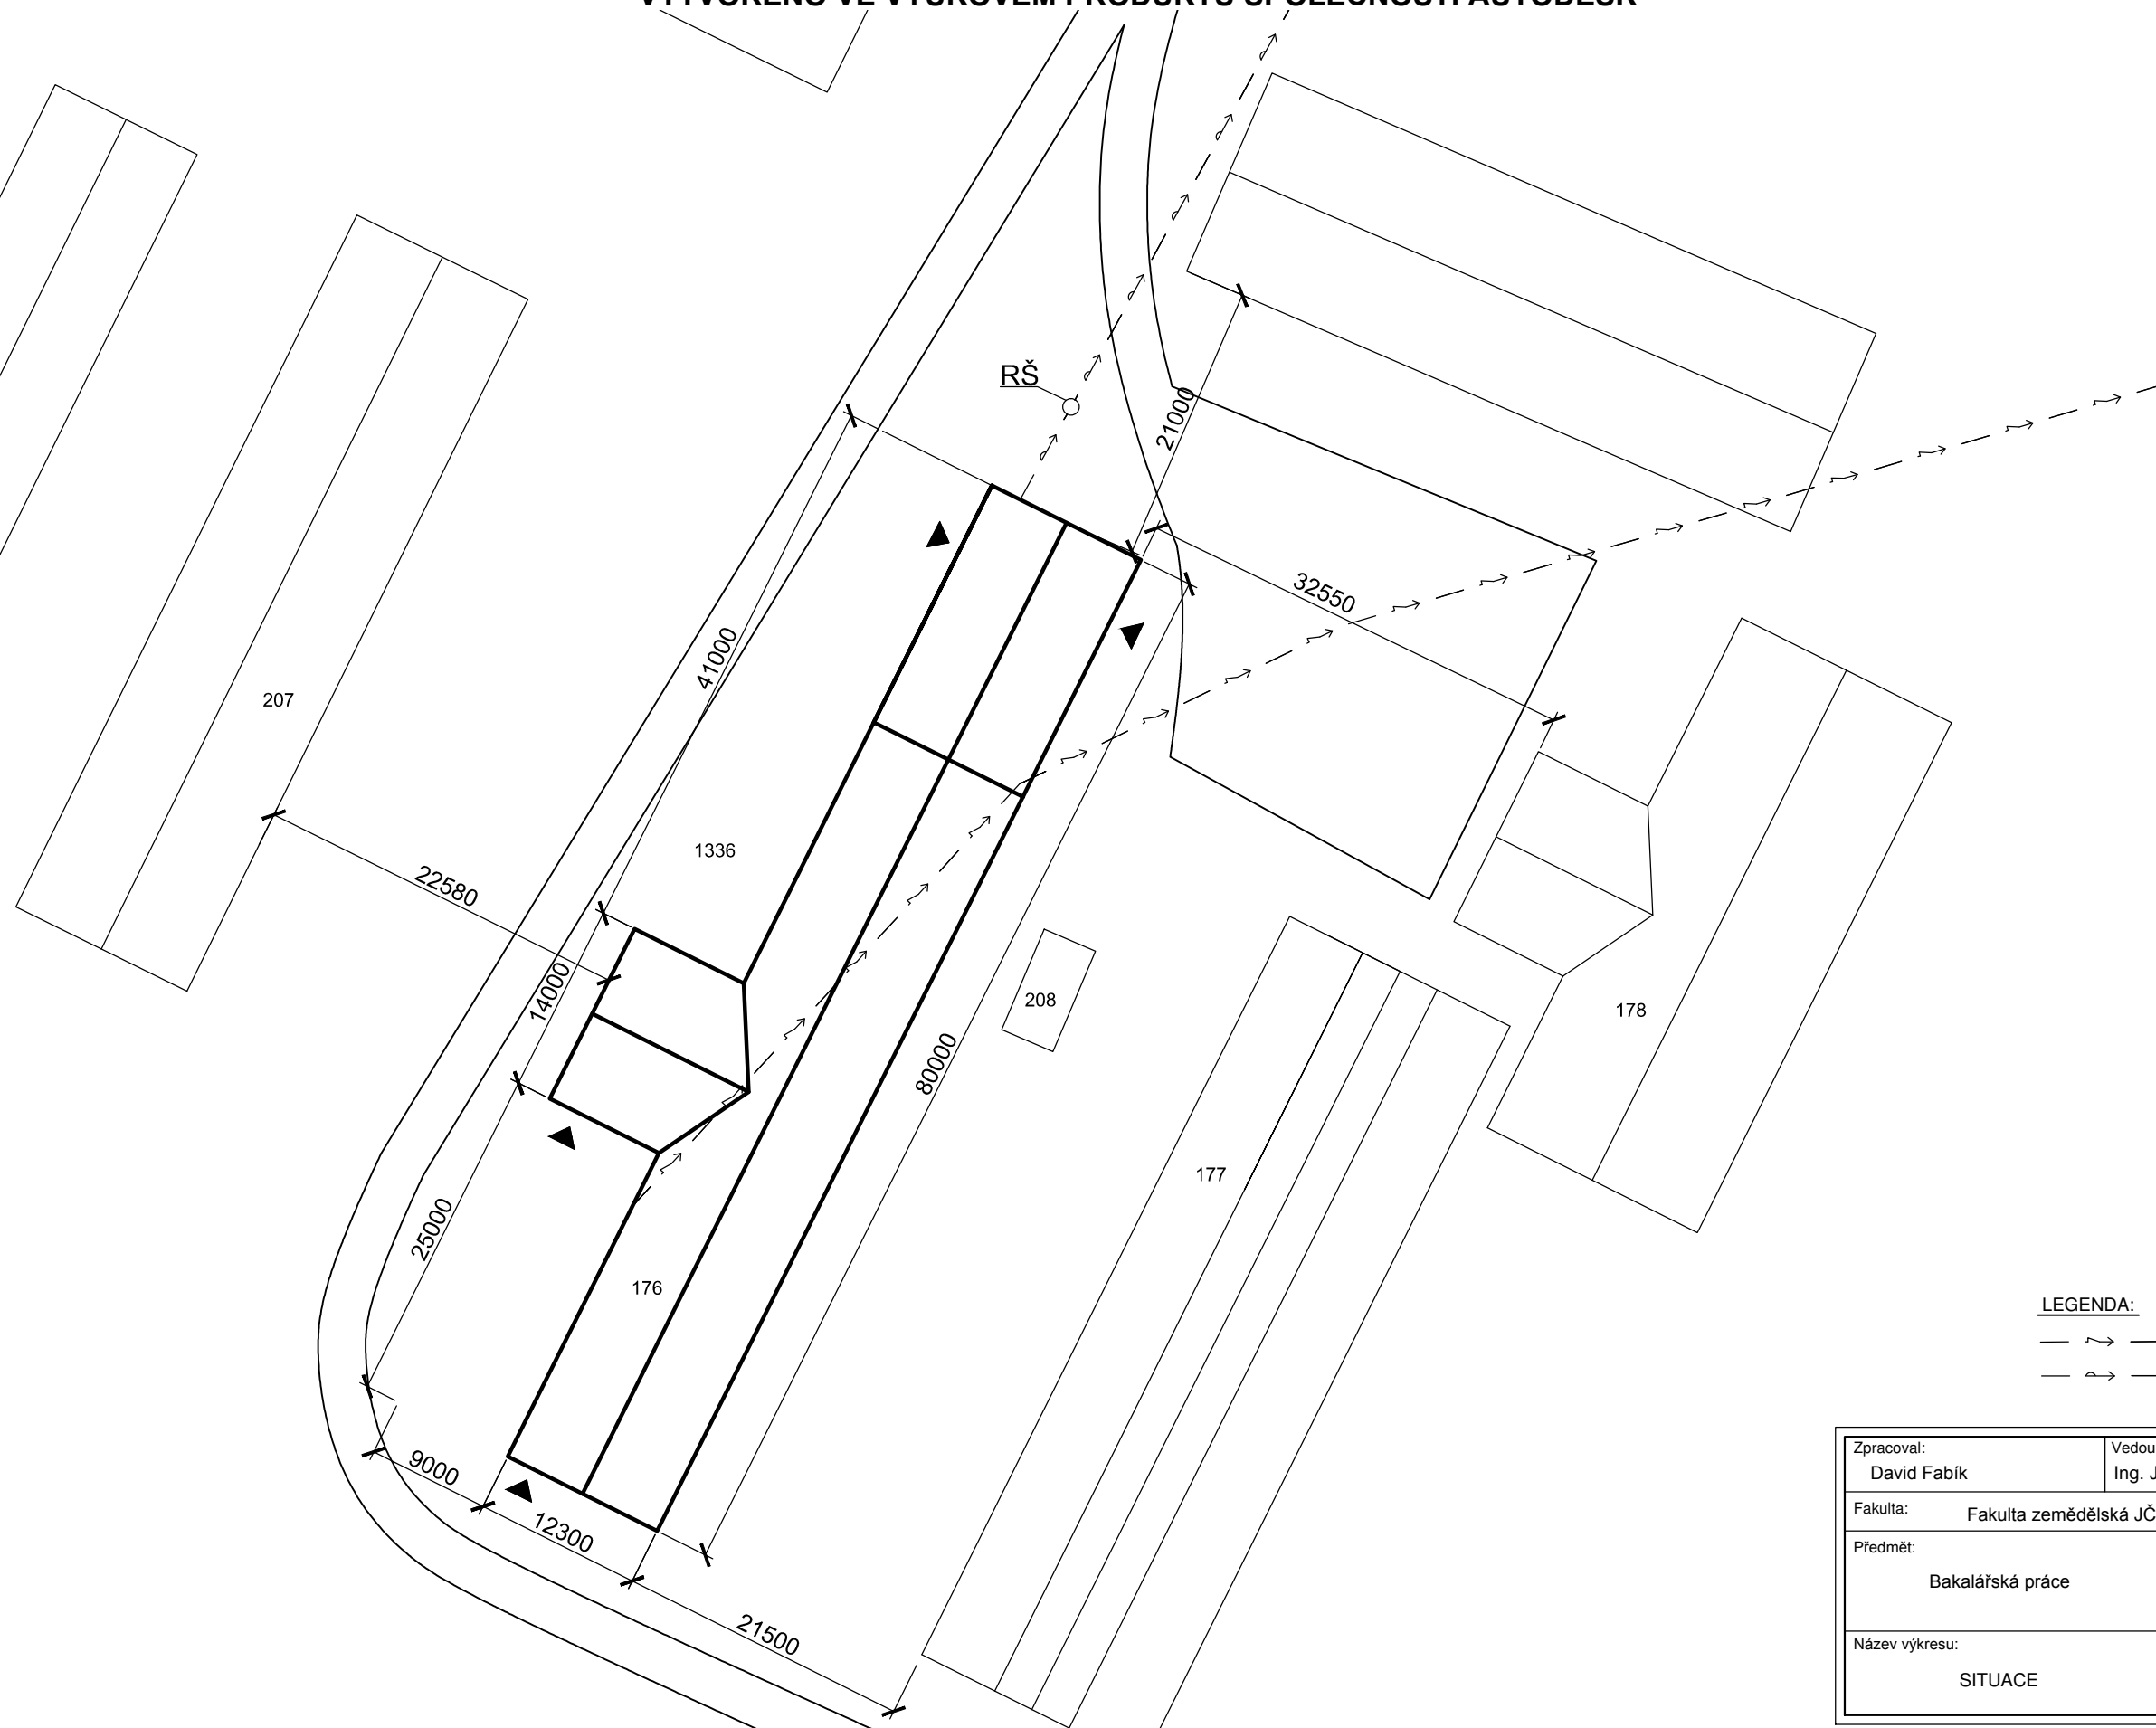 RŠ
21000
32550
41000
207
1336
22580
14000
208
80000
178
177
25000
176
9000
12300
21500
LEGENDA:
Zpracoval:
David Fabík
Ing.
Fakulta:
Fakulta zemědělská
Předmět:
Bakalářská práce
Název výkresu:
SITUACE